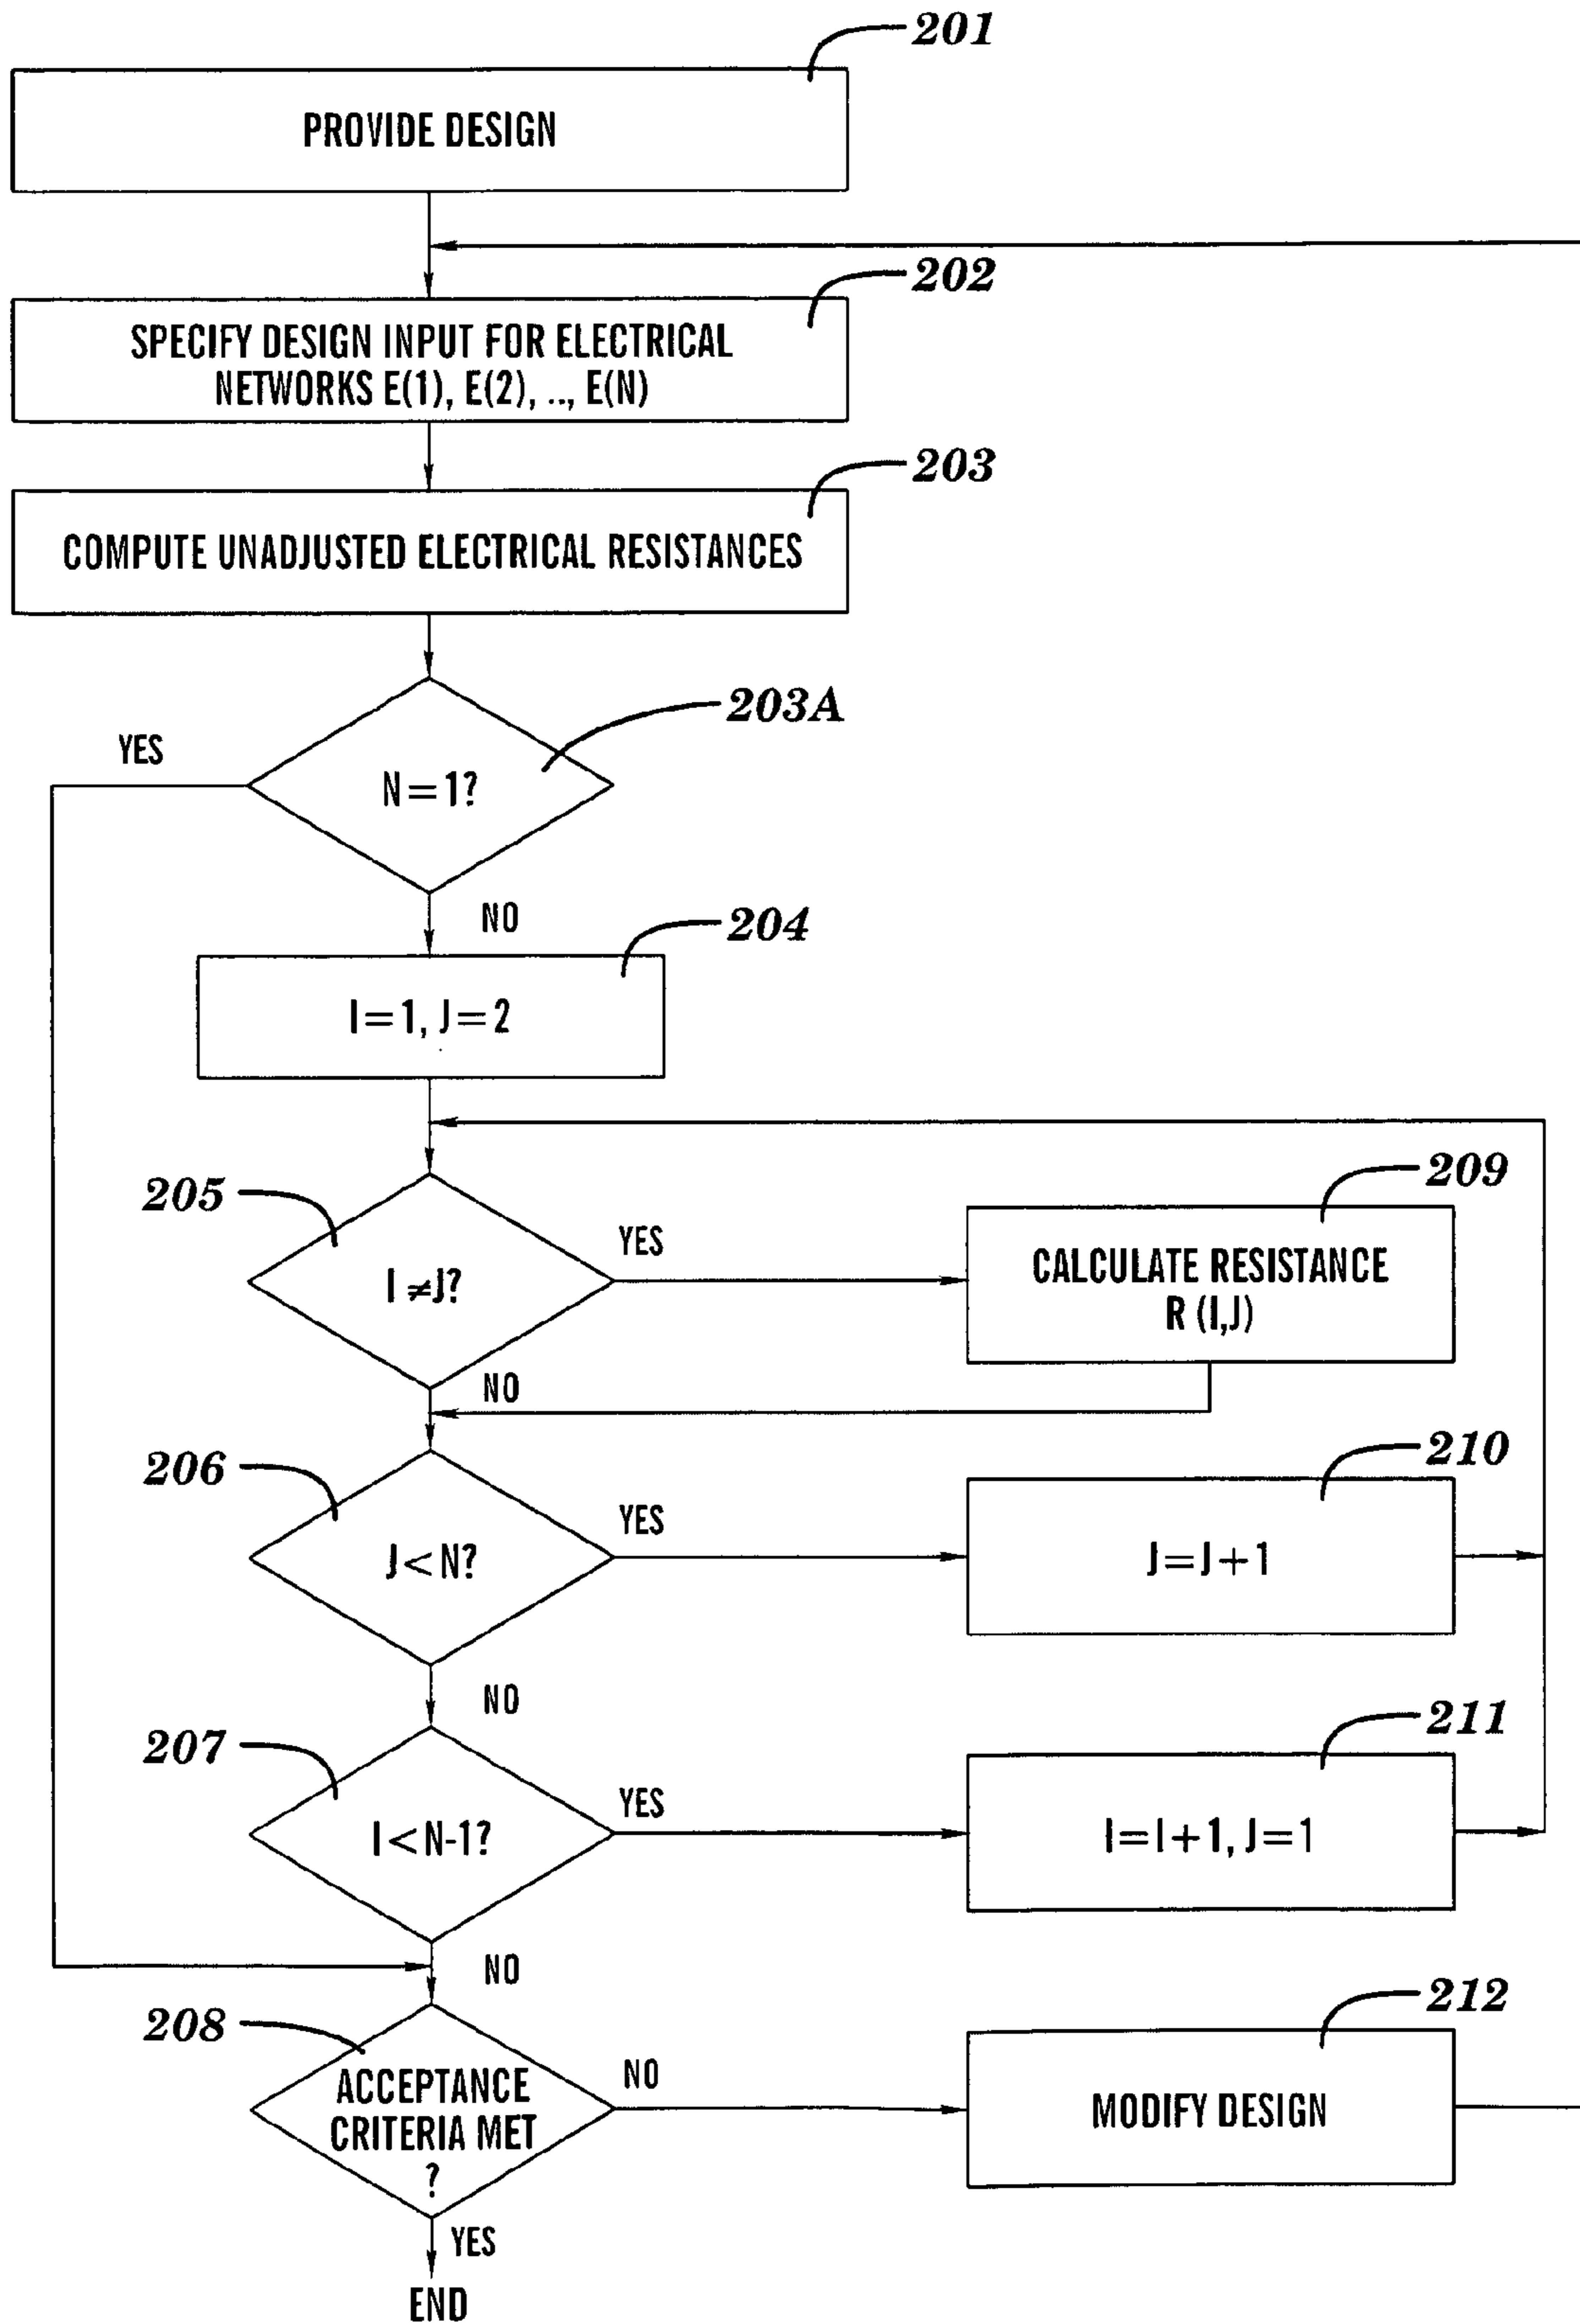 201
PROVIDE DESIGN
202
SPECIFY DESIGN INPUT FOR ELECTRICAL
NETWORKS E(1), E(2), .., E(N)
203
COMPUTE UNADJUSTED ELECTRICAL RESISTANCES
203A
YES
N=1?
NO
204
I=1, J=2
205
I≠J?
YES
209
CALCULATE RESISTANCE
R (I,J)
NO
206
J<N?
YES
210
J=J+1
NO
207
I<N-1?
YES
211
I=I+1, J=1
NO
208
ACCEPTANCE
CRITERIA MET
?
NO
212
MODIFY DESIGN
YES
END